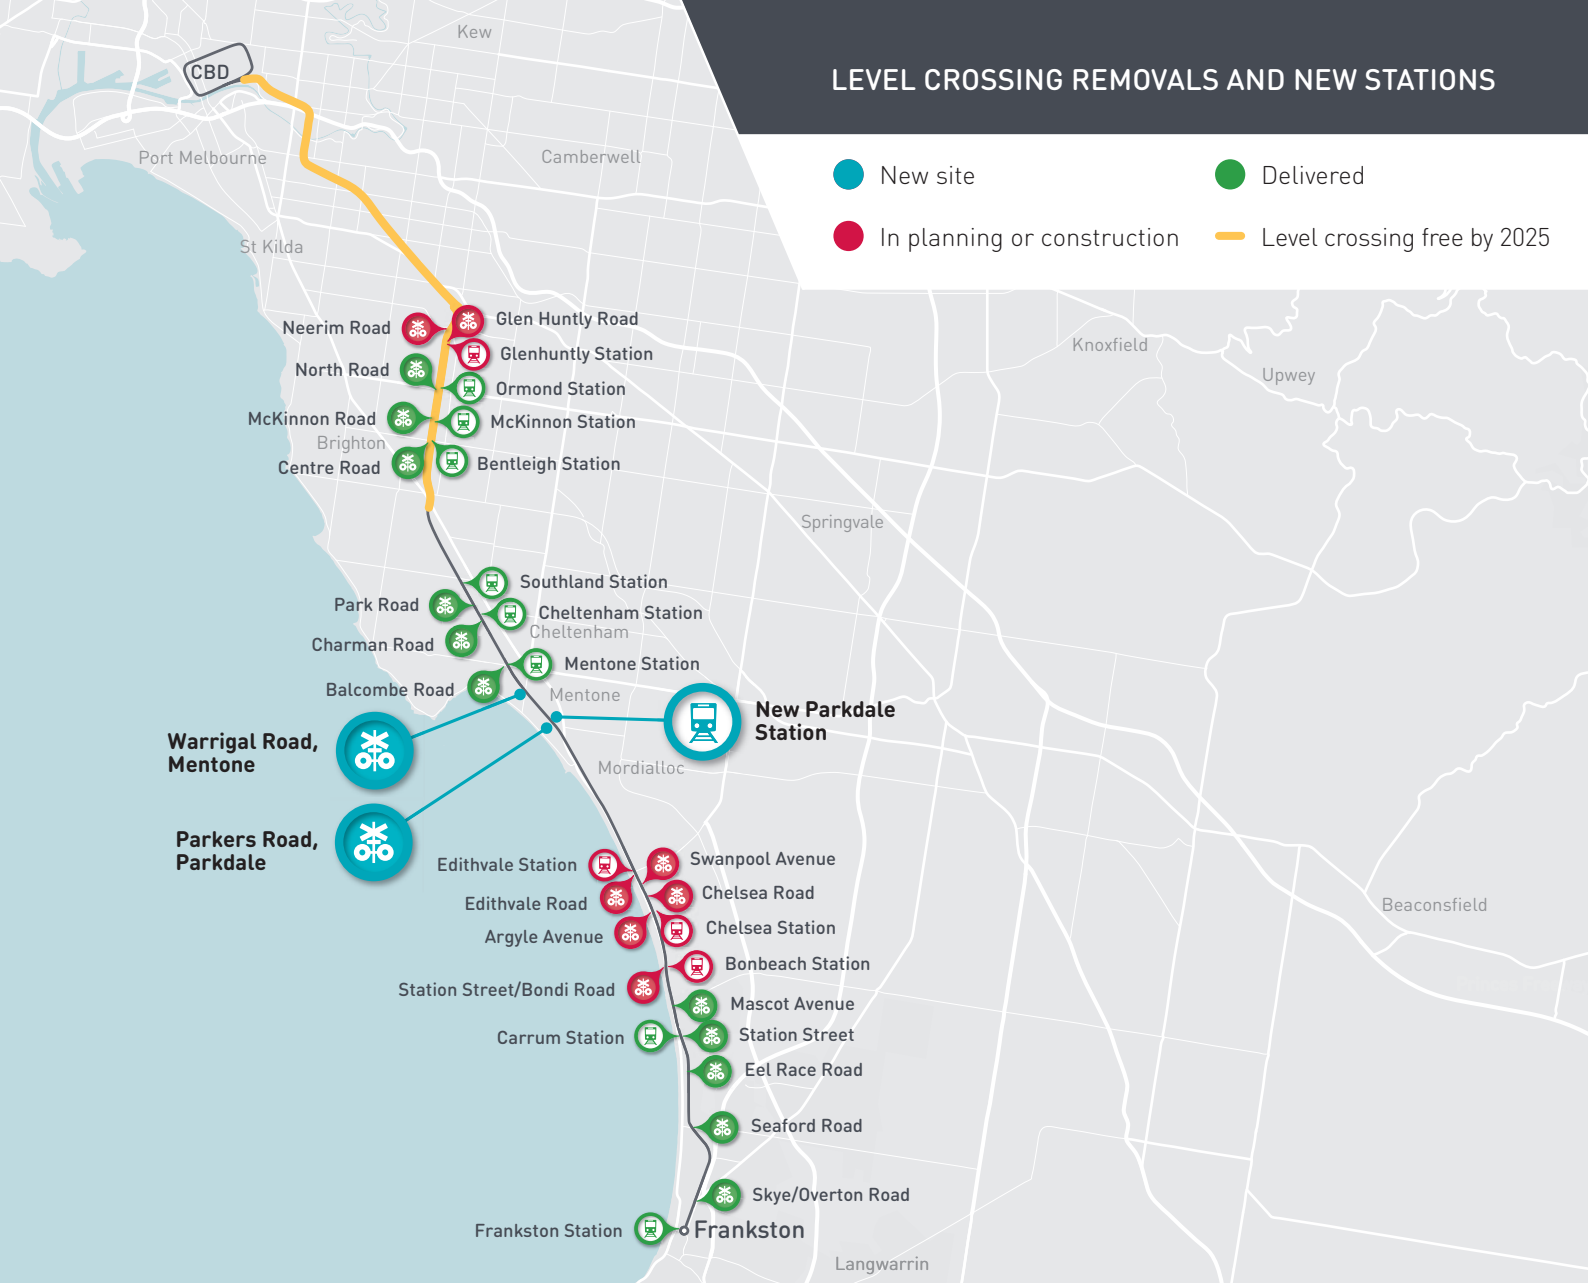 LEVEL CROSSING REMOVALS AND NEW STATIONS
New site
Delivered
In planning or construction
Level crossing free by 2025
Kew
CBD
Port Melbourne
Camberwell
St Kilda
Neerim Road
Glen Huntly Road
Glenhuntly Station
North Road
Ormond Station
McKinnon Road
McKinnon Station
Brighton
Centre Road
Bentleigh Station
Knoxfield
Upwey
Springvale
Southland Station
Park Road
Cheltenham Station
Cheltenham
Charman Road
Mentone Station
Balcombe Road
Mentone
New Parkdale
Station
Warrigal Road,
Mentone
Mordialloc
Parkers Road,
Parkdale
Edithvale Station
Swanpool Avenue
Edithvale Road
Chelsea Road
Argyle Avenue
Chelsea Station
Beaconsfield
Bonbeach Station
Station Street/Bondi Road
Mascot Avenue
Carrum Station
Station Street
Eel Race Road
Seaford Road
Skye/Overton Road
Frankston Station
Frankston
Langwarrin